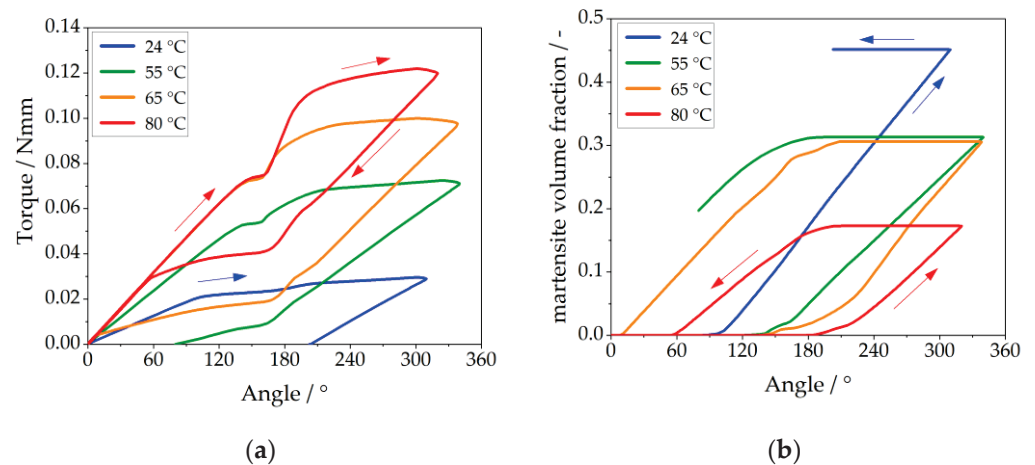 0.14
0.12
0.10
0.08
0.06
0.04
0.02
0.00
Torque / Nmm
24 °C
55 °C
65 °C
80 °C
0 60 120 180 240 300 360
Angle / °
(a)
0.5
0.4
0.3
0.2
0.1
0.0
martensite volume fraction / -
24 °C
55 °C
65 °C
80 °C
0 60 120 180 240 300 360
Angle / °
(b)